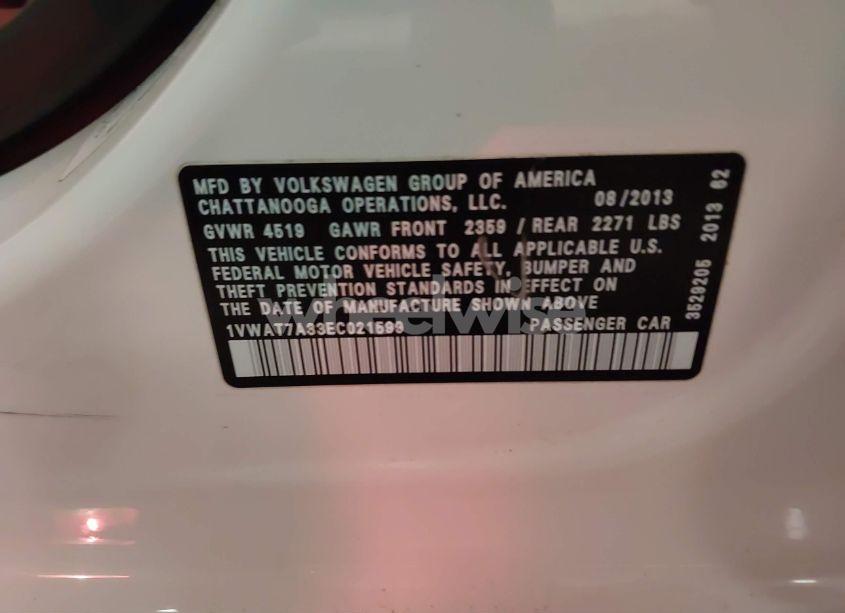 MFD BY VOLKSWAGEN GROUP OF AMERICA
CHATTANOOGA OPERATIONS, LLC. 08/2013
GVWR 4519 GAWR FRONT 2359 / REAR 2271 LBS
THIS VEHICLE CONFORMS TO ALL APPLICABLE U.S.
FEDERAL MOTOR VEHICLE SAFETY, BUMPER AND
THEFT PREVENTION STANDARDS IN EFFECT ON
THE DATE OF MANUFACTURE SHOWN ABOVE
1VWAT7A33EC021599 PASSENGER CAR
3529205 2013 62
wheelwise